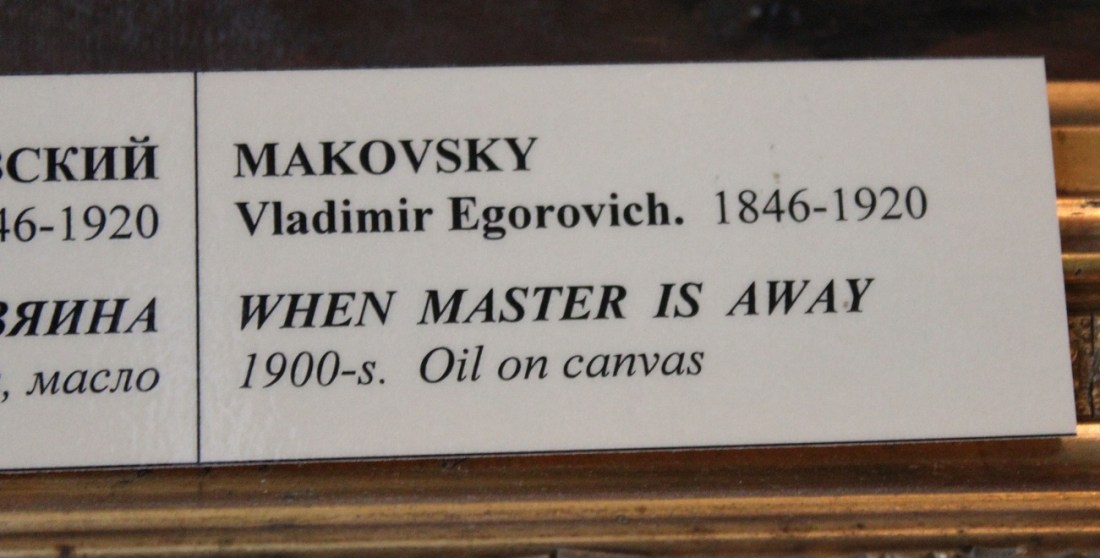 ВСКИЙ
46-1920
ЗЯИНА
, масло
MAKOVSKY
Vladimir Egorovich. 1846-1920
WHEN MASTER IS AWAY
1900-s. Oil on canvas